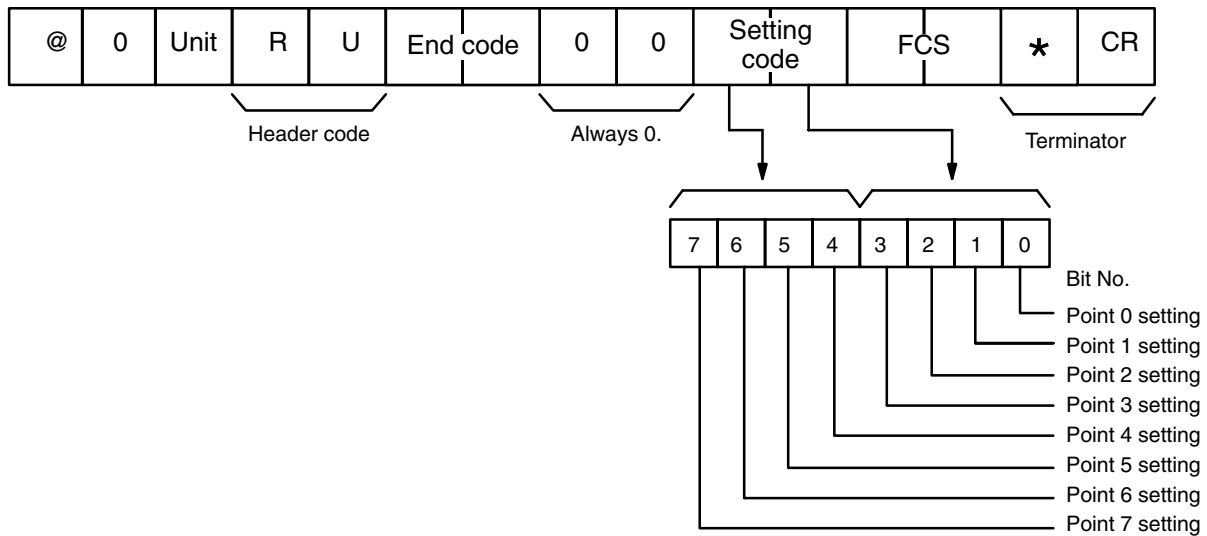 @ 0 Unit R U End code 0 0 Setting code FCS * CR
Header code Always 0. Terminator
7 6 5 4 3 2 1 0
Bit No.
Point 0 setting
Point 1 setting
Point 2 setting
Point 3 setting
Point 4 setting
Point 5 setting
Point 6 setting
Point 7 setting